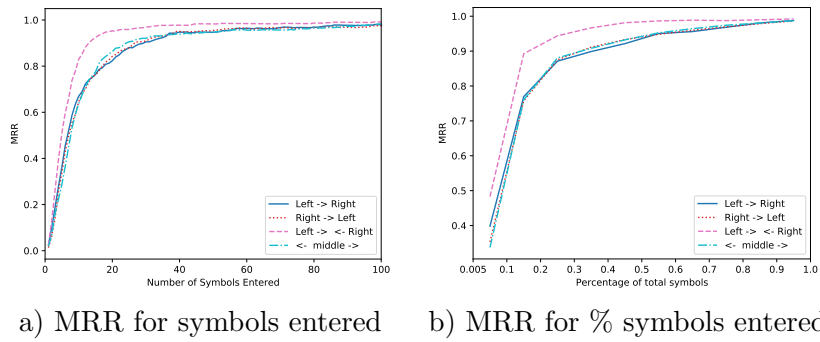 1.0
0.8
0.6
0.4
0.2
0.0
MRR
0 20 40 60 80 100
Number of Symbols Entered
Left -> Right
Right -> Left
Left -> <- Right
<- middle ->
1.0
0.9
0.8
0.7
0.6
0.5
0.4
MRR
0.005 0.1 0.2 0.3 0.4 0.5 0.6 0.7 0.8 0.9 1.0
Percentage of total symbols
Left -> Right
Right -> Left
Left -> <- Right
<- middle ->
a) MRR for symbols entered
b) MRR for % symbols entered